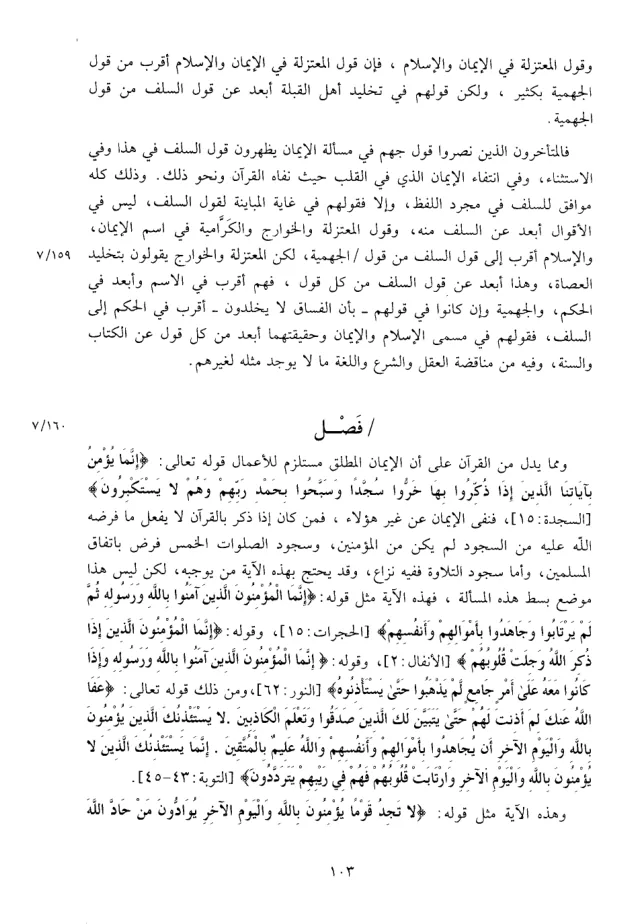 وقول المعتزلة في الإيمان والإسلام ، فإن قول المعتزلة في الإيمان والإسلام أقرب من قول
الجهمية بكثير ، ولكن قولهم في تخليد أهل القبلة أبعد عن قول السلف من قول
الجهمية .
فالمتأخرون الذين نصروا قول جهم في مسألة الإيمان يظهرون قول السلف في هذا وفي
الاستثناء، وفي انتفاء الإيمان الذي في القلب حيث نفاه القرآن ونحو ذلك. وذلك كله
موافق للسلف في مجرد اللفظ، وإلا فقولهم في غاية المباينة لقول السلف، ليس في
الأقوال أبعد عن السلف منه، وقول المعتزلة والخوارج والكَرَّامية في اسم الإيمان،
والإسلام أقرب إلى قول السلف من قول /الجهمية، لكن المعتزلة والخوارج يقولون بتخليد ٧/١٥٩
العصاة، وهذا أبعد عن قول السلف من كل قول ، فهم أقرب في الاسم وأبعد في
الحكم، والجهمية وإن كانوا في قولهم ـ بأن الفساق لا يخلدون ـ أقرب في الحكم إلى
السلف، فقولهم في مسمى الإسلام والإيمان وحقيقتهما أبعد من كل قول عن الكتاب
والسنة، وفيه من مناقضة العقل والشرع واللغة ما لا يوجد مثله لغيرهم.
/ فَصْـــل ٧/١٦٠
ومما يدل من القرآن على أن الإيمان المطلق مستلزم للأعمال قوله تعالى: ﴿إِنَّمَا يُؤْمِنُ
بِآيَاتِنَا الَّذِينَ إِذَا ذُكِّرُوا بِهَا خَرُّوا سُجَّدًا وَسَبَّحُوا بِحَمْدِ رَبِّهِمْ وَهُمْ لا يَسْتَكْبِرُونَ﴾
[السجدة:١٥]، فنفى الإيمان عن غير هؤلاء ، فمن كان إذا ذكر بالقرآن لا يفعل ما فرضه
اللّه عليه من السجود لم يكن من المؤمنين، وسجود الصلوات الخمس فرض باتفاق
المسلمين، وأما سجود التلاوة ففيه نزاع، وقد يحتج بهذه الآية من يوجبه، لكن ليس هذا
موضع بسط هذه المسألة ، فهذه الآية مثل قوله: ﴿إِنَّمَا الْمُؤْمِنُونَ الَّذِينَ آمَنُوا بِاللَّهِ وَرَسُولِهِ ثُمَّ
لَمْ يَرْتَابُوا وَجَاهَدُوا بِأَمْوَالِهِمْ وَأَنفُسِهِمْ﴾ [الحجرات:١٥]، وقوله: ﴿إِنَّمَا الْمُؤْمِنُونَ الَّذِينَ إِذَا
ذُكِرَ اللَّهُ وَجِلَتْ قُلُوبُهُمْ ﴾ [الأنفال:٢]، وقوله: ﴿ إِنَّمَا الْمُؤْمِنُونَ الَّذِينَ آمَنُوا بِاللَّهِ وَرَسُولِهِ وَإِذَا
كَانُوا مَعَهُ عَلَىٰ أَمْرٍ جَامِعٍ لَّمْ يَذْهَبُوا حَتَّىٰ يَسْتَأْذِنُوهُ﴾ [النور:٦٢]،ومن ذلك قوله تعالى: ﴿عَفَا
اللَّهُ عَنكَ لِمَ أَذِنتَ لَهُمْ حَتَّىٰ يَتَبَيَّنَ لَكَ الَّذِينَ صَدَقُوا وَتَعْلَمَ الْكَاذِبِينَ .لا يَسْتَئْذِنُكَ الَّذِينَ يُؤْمِنُونَ
بِاللَّهِ وَالْيَوْمِ الآخِرِ أَن يُجَاهِدُوا بِأَمْوَالِهِمْ وَأَنفُسِهِمْ وَاللَّهُ عَلِيمٌ بِالْمُتَّقِينَ . إِنَّمَا يَسْتَئْذِنُكَ الَّذِينَ لا
يُؤْمِنُونَ بِاللَّهِ وَالْيَوْمِ الآخِرِ وَارْتَابَتْ قُلُوبُهُمْ فَهُمْ فِي رَيْبِهِمْ يَتَرَدَّدُونَ﴾ [التوبة:٤٣-٤٥].
وهذه الآية مثل قوله: ﴿لا تَجِدُ قَوْمًا يُؤْمِنُونَ بِاللَّهِ وَالْيَوْمِ الآخِرِ يُوَادُّونَ مَنْ حَادَّ اللَّهَ
١٠٣